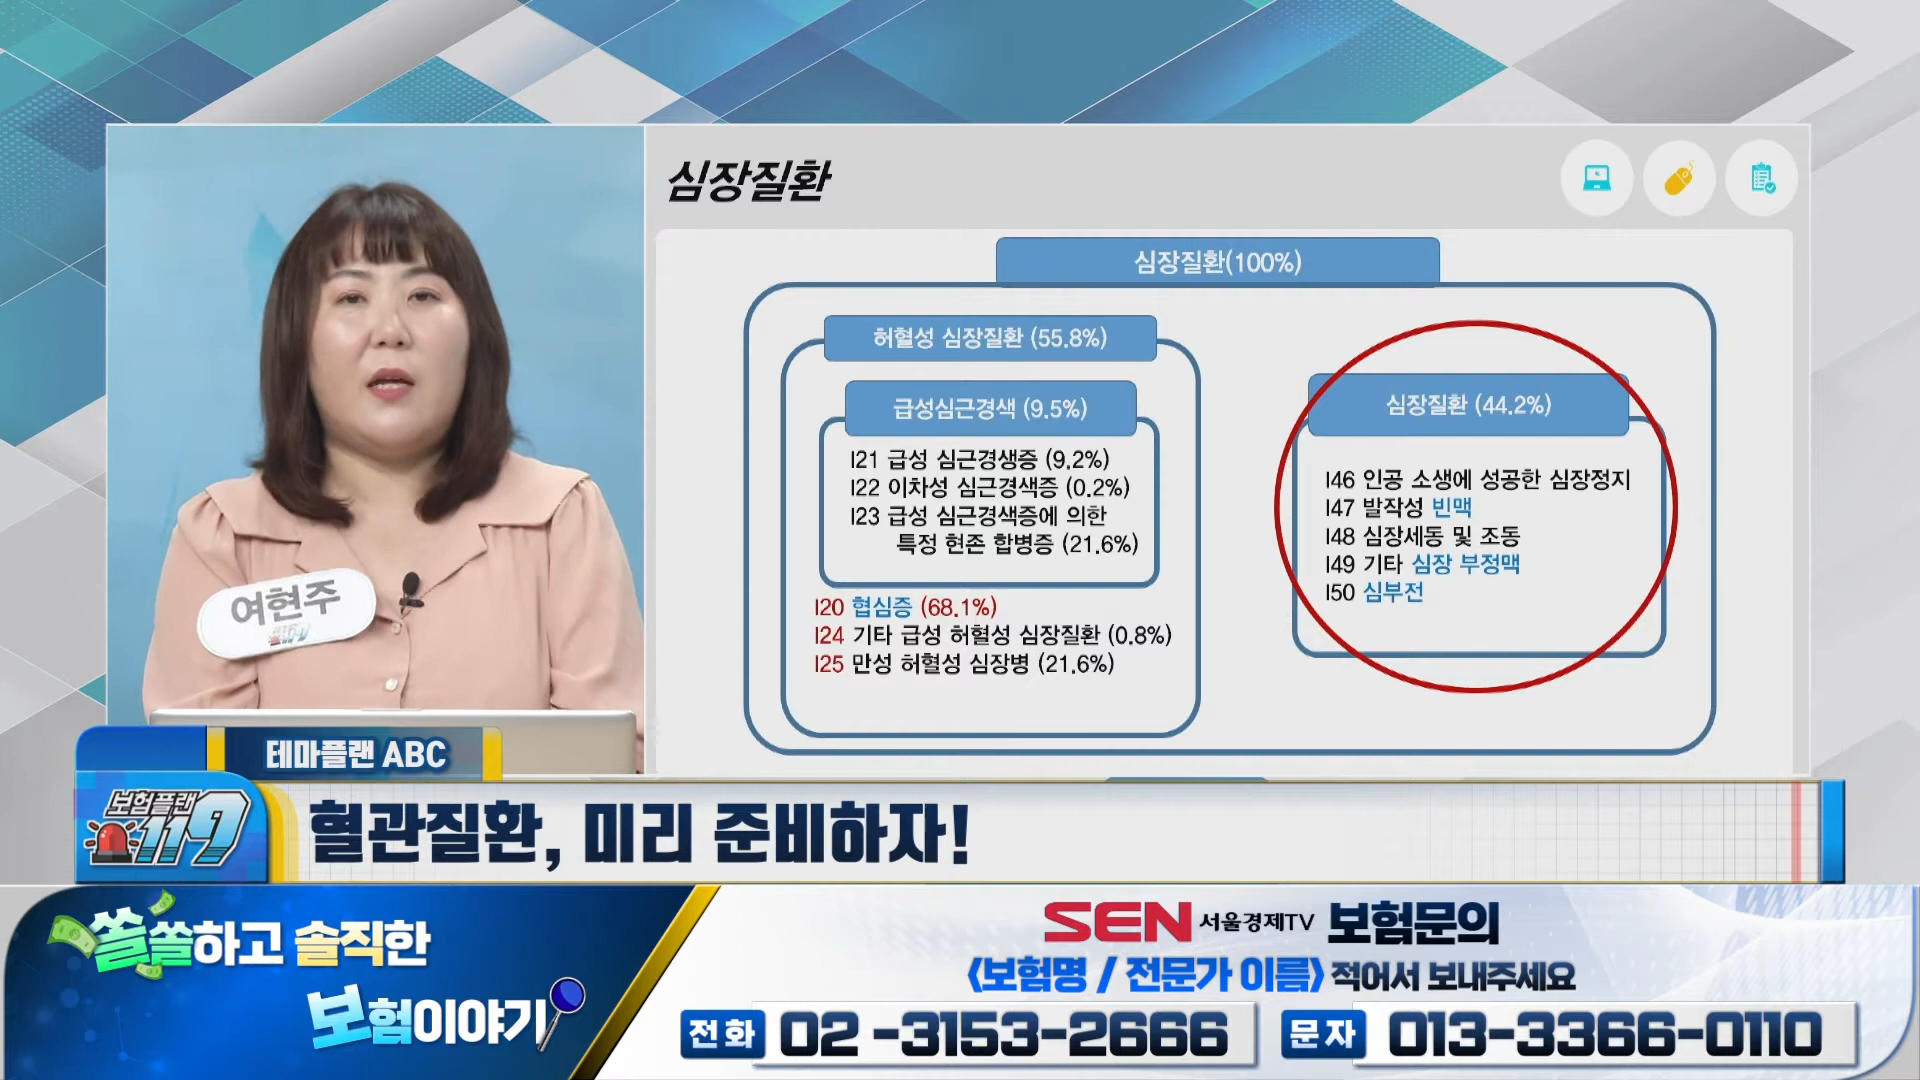 심장질환
심장질환(100%)
허혈성 심장질환 (55.8%)
급성심근경색 (9.5%)
I21 급성 심근경생증 (9.2%)
I22 이차성 심근경색증 (0.2%)
I23 급성 심근경색증에 의한
특정 현존 합병증 (21.6%)
I20 협심증 (68.1%)
I24 기타 급성 허혈성 심장질환 (0.8%)
I25 만성 허혈성 심장병 (21.6%)
심장질환 (44.2%)
I46 인공 소생에 성공한 심장정지
I47 발작성 빈맥
I48 심장세동 및 조동
I49 기타 심장 부정맥
I50 심부전
여현주
테마플랜 ABC
보험플랜
119
혈관질환, 미리 준비하자!
쏠쏠하고 솔직한
보험이야기
SEN 서울경제TV 보험문의
<보험명 / 전문가 이름> 적어서 보내주세요
전화 02-3153-2666
문자 013-3366-0110